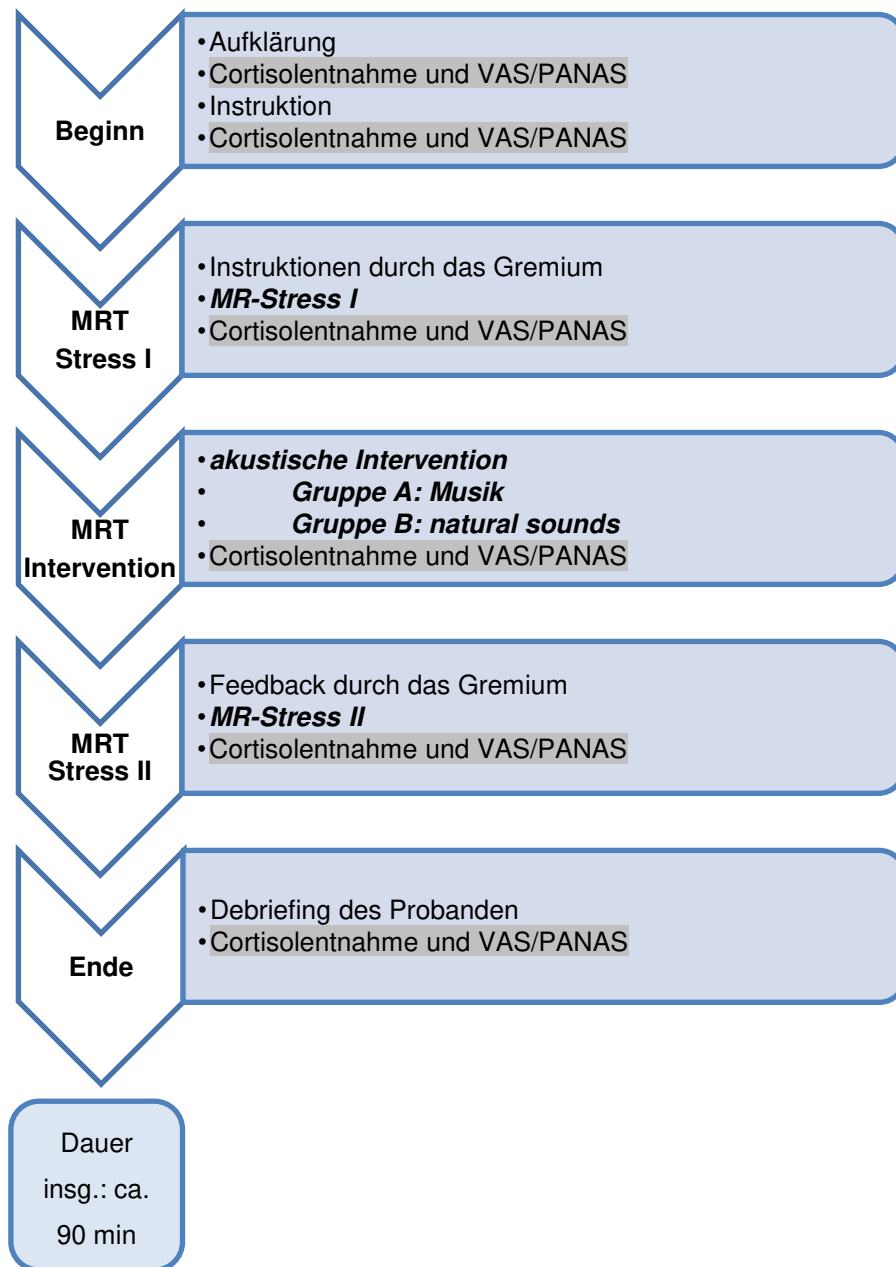 Beginn
•Aufklärung
•Cortisolentnahme und VAS/PANAS
•Instruktion
•Cortisolentnahme und VAS/PANAS
MRT
Stress I
•Instruktionen durch das Gremium
•MR-Stress I
•Cortisolentnahme und VAS/PANAS
MRT
Intervention
•akustische Intervention
• Gruppe A: Musik
• Gruppe B: natural sounds
•Cortisolentnahme und VAS/PANAS
MRT
Stress II
•Feedback durch das Gremium
•MR-Stress II
•Cortisolentnahme und VAS/PANAS
Ende
•Debriefing des Probanden
•Cortisolentnahme und VAS/PANAS
Dauer
insg.: ca.
90 min